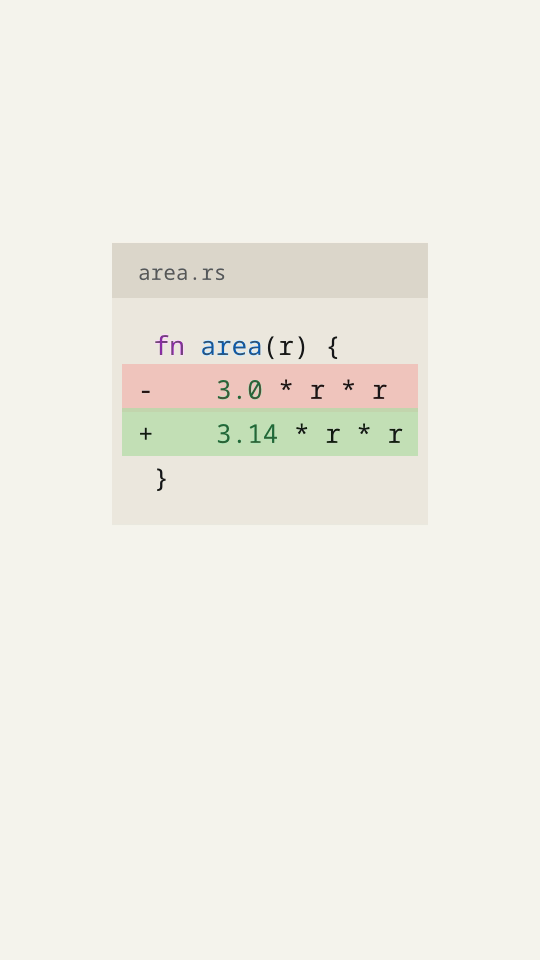 area.rs
fn area(r) {
-    3.0 * r * r
+    3.14 * r * r
}